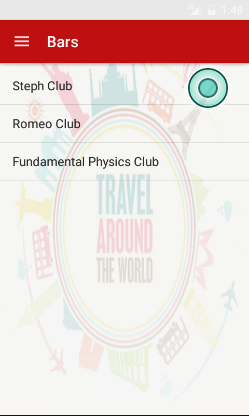 1:48
Bars
Steph Club
Romeo Club
Fundamental Physics Club
TRAVEL
AROUND
THE WORLD